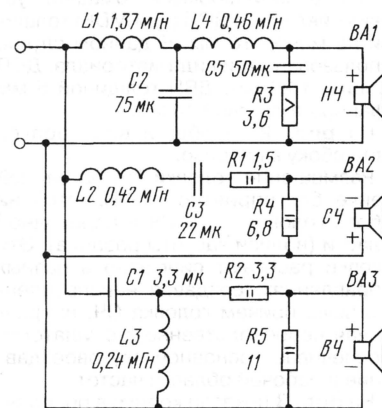 L1 1,37 мГн L4 0,46 мГн BA1
C2
75 мк
C5 50 мк
R3
3,6
+
НЧ
−
L2 0,42 мГн
C3
22 мк
R1 1,5
R4
6,8
BA2
−
СЧ
+
C1 3,3 мк R2 3,3 BA3
L3
0,24 мГн
R5
11
+
ВЧ
−